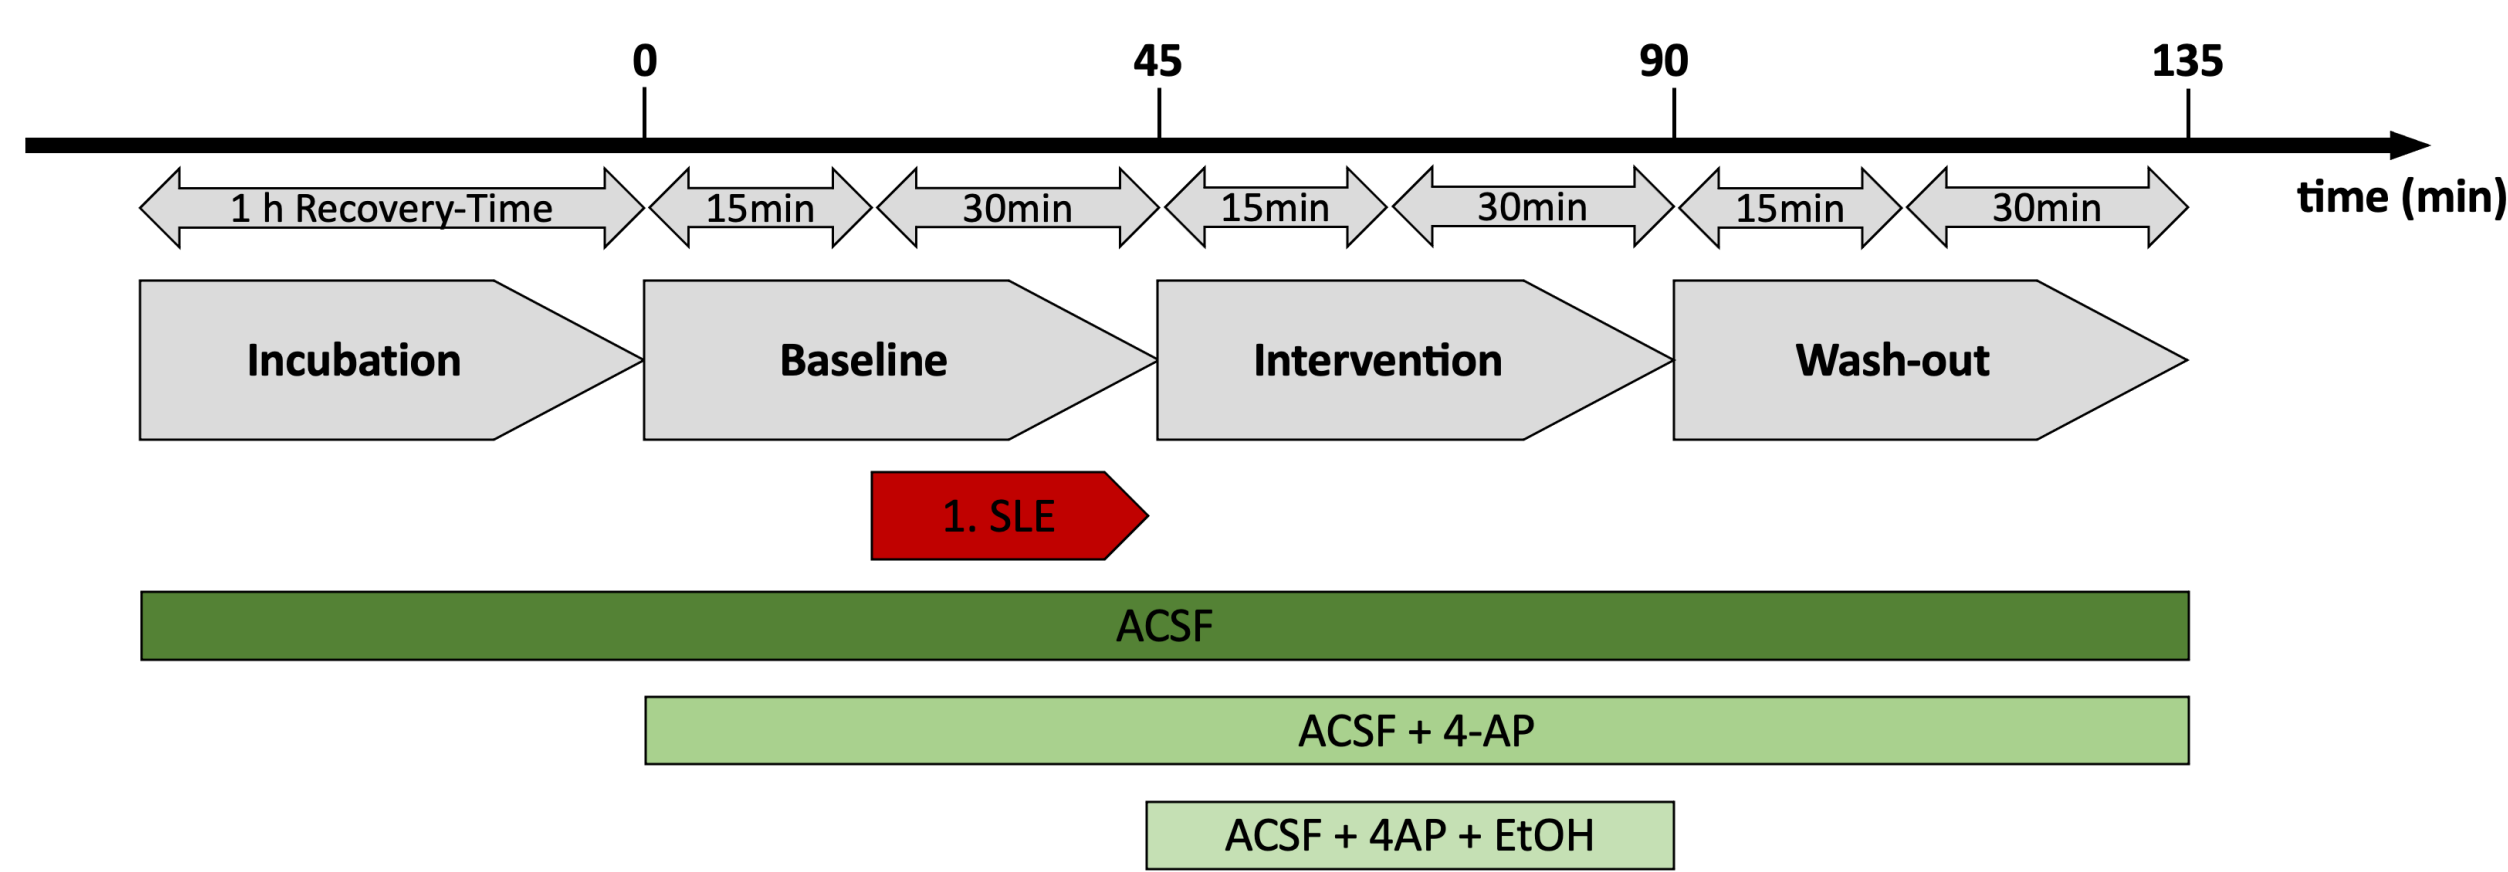 0 45 90 135
time (min)
1 h Recovery-Time 15min 30min 15min 30min 15min 30min
Incubation Baseline Intervention Wash-out
1. SLE
ACSF
ACSF + 4-AP
ACSF + 4AP + EtOH